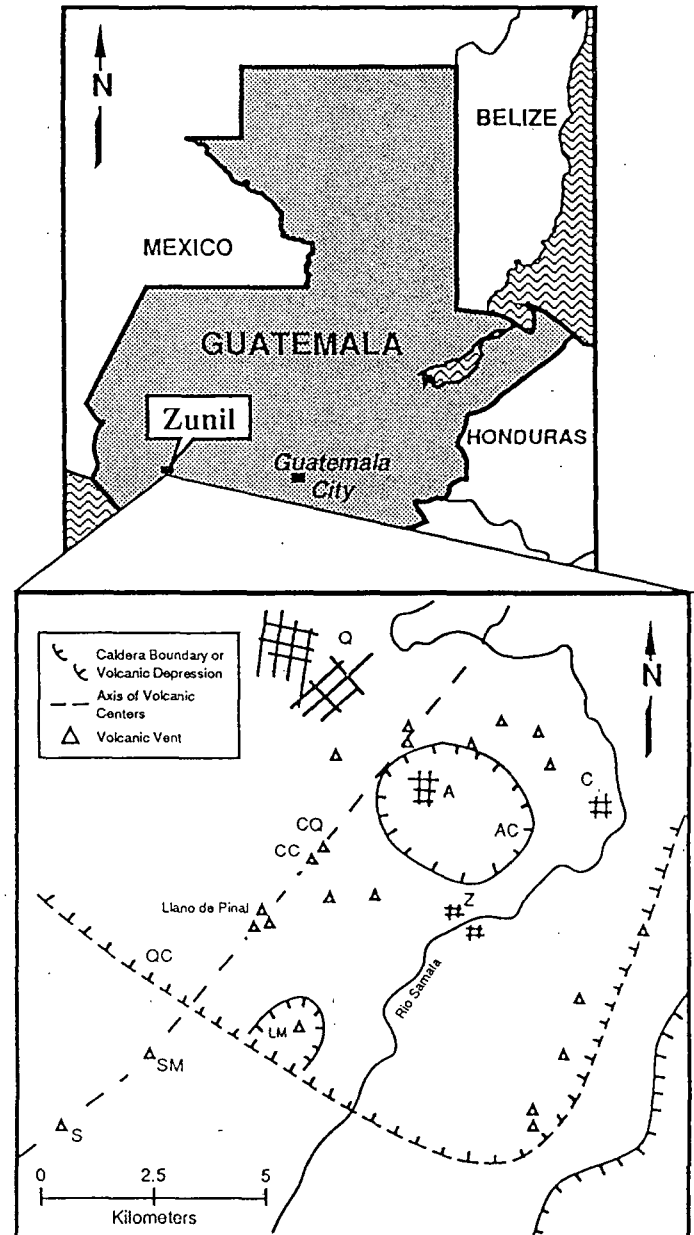 N
BELIZE
MEXICO
GUATEMALA
Zunil
HONDURAS
Guatemala
City
Caldera Boundary or
Volcanic Depression
Axis of Volcanic
Centers
Volcanic Vent
Q
N
A
C
CQ
AC
CC
Z
Llano de Pinal
QC
Rio Samala
LM
SM
S
0
2.5
5
Kilometers